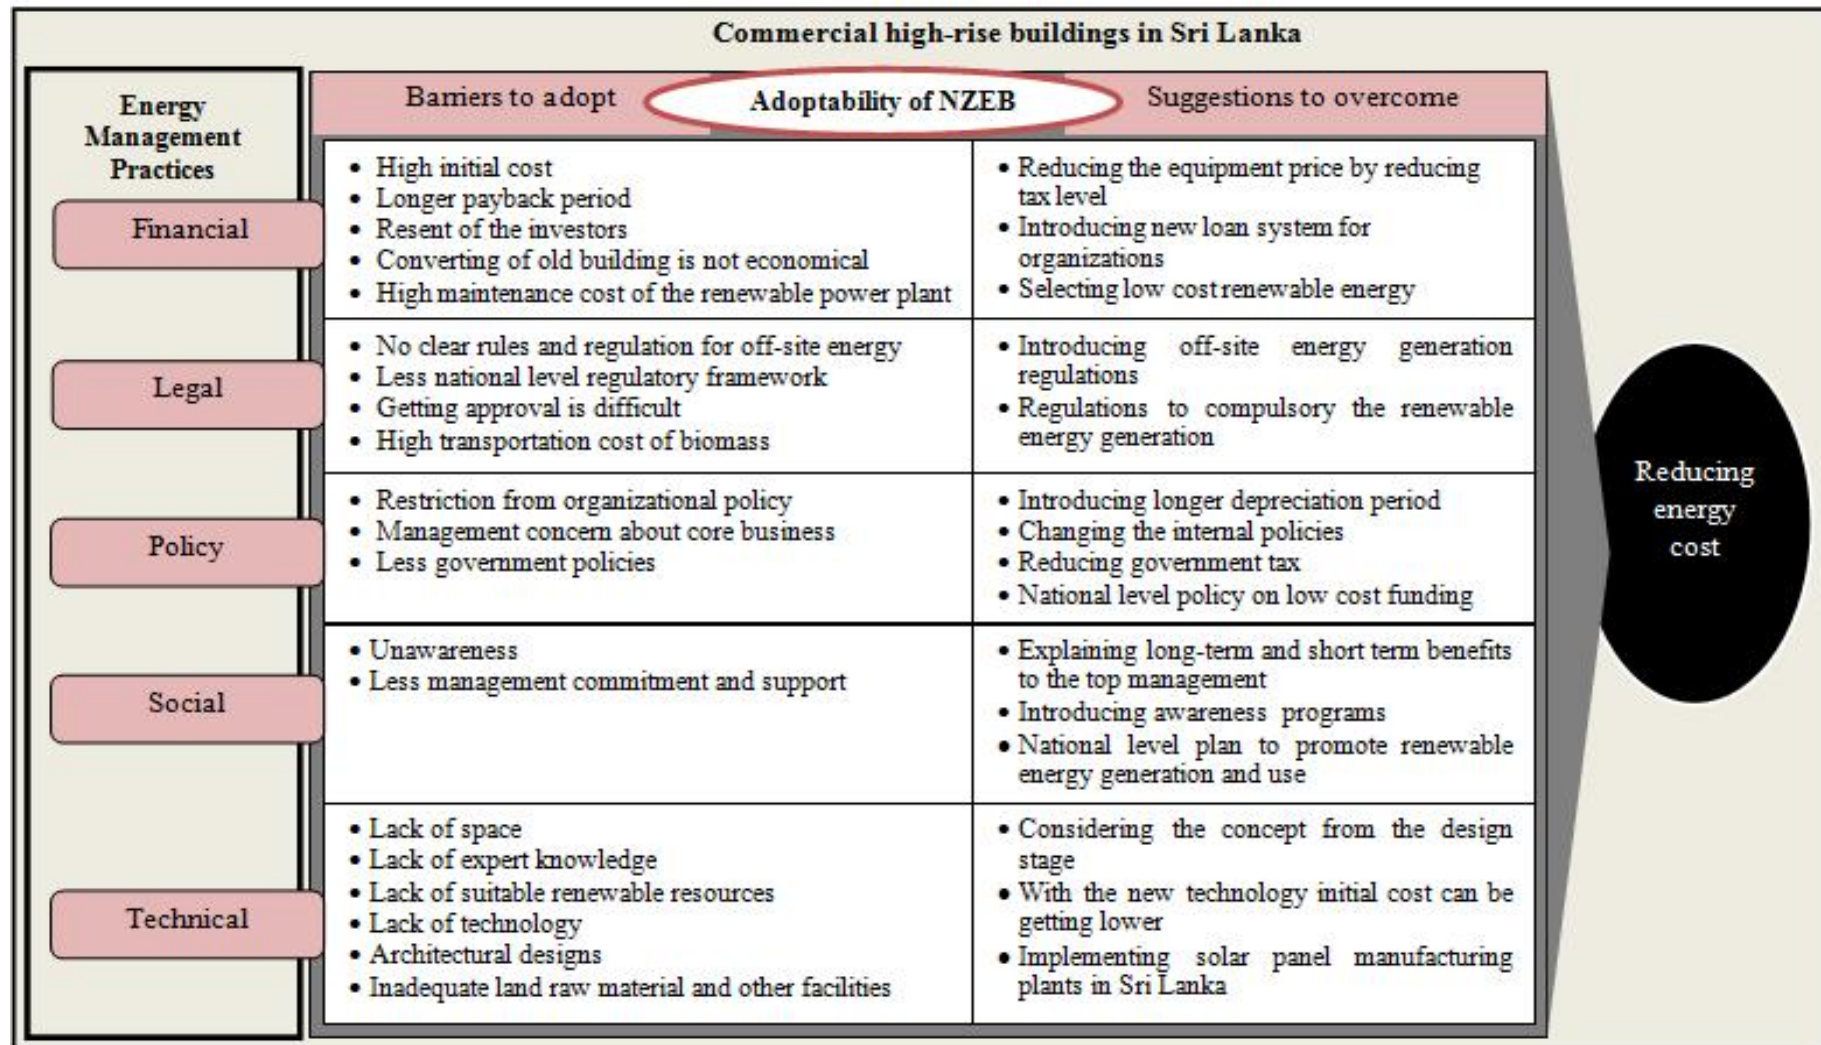 Commercial high-rise buildings in Sri Lanka
Energy
Management
Practices
Barriers to adopt
Adoptability of NZEB
Suggestions to overcome
Financial
• High initial cost
• Longer payback period
• Resent of the investors
• Converting of old building is not economical
• High maintenance cost of the renewable power plant
• Reducing the equipment price by reducing
tax level
• Introducing new loan system for
organizations
• Selecting low cost renewable energy
Legal
• No clear rules and regulation for off-site energy
• Less national level regulatory framework
• Getting approval is difficult
• High transportation cost of biomass
• Introducing off-site energy generation
regulations
• Regulations to compulsory the renewable
energy generation
Policy
• Restriction from organizational policy
• Management concern about core business
• Less government policies
• Introducing longer depreciation period
• Changing the internal policies
• Reducing government tax
• National level policy on low cost funding
Social
• Unawareness
• Less management commitment and support
• Explaining long-term and short term benefits
to the top management
• Introducing awareness programs
• National level plan to promote renewable
energy generation and use
Technical
• Lack of space
• Lack of expert knowledge
• Lack of suitable renewable resources
• Lack of technology
• Architectural designs
• Inadequate land raw material and other facilities
• Considering the concept from the design
stage
• With the new technology initial cost can be
getting lower
• Implementing solar panel manufacturing
plants in Sri Lanka
Reducing
energy
cost